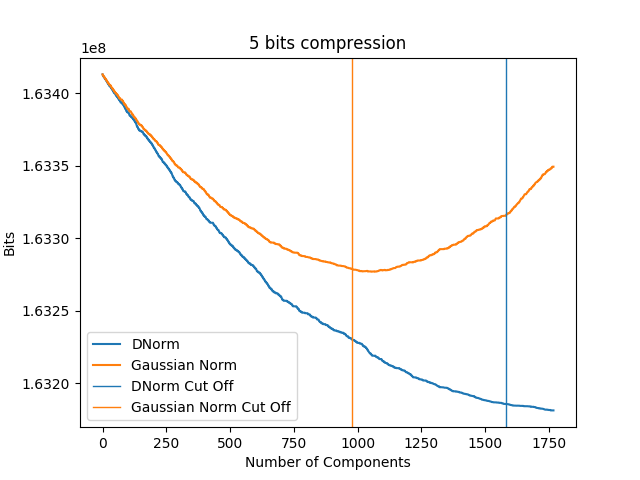 5 bits compression
1e8
1.6340
1.6335
1.6330
1.6325
1.6320
Bits
DNorm
Gaussian Norm
DNorm Cut Off
Gaussian Norm Cut Off
0 250 500 750 1000 1250 1500 1750
Number of Components